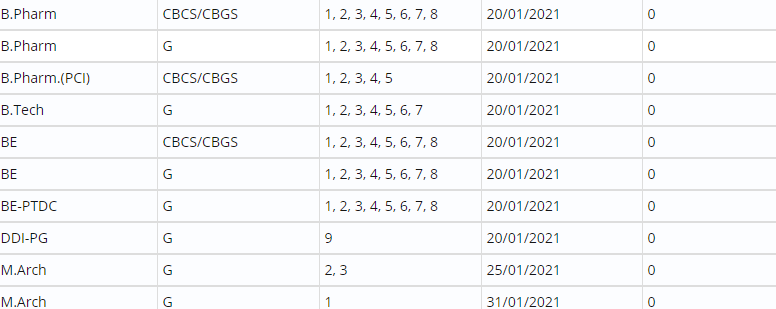 B.Pharm CBCS/CBGS 1, 2, 3, 4, 5, 6, 7, 8 20/01/2021 0
B.Pharm G 1, 2, 3, 4, 5, 6, 7, 8 20/01/2021 0
B.Pharm.(PCI) CBCS/CBGS 1, 2, 3, 4, 5 20/01/2021 0
B.Tech G 1, 2, 3, 4, 5, 6, 7 20/01/2021 0
BE CBCS/CBGS 1, 2, 3, 4, 5, 6, 7, 8 20/01/2021 0
BE G 1, 2, 3, 4, 5, 6, 7, 8 20/01/2021 0
BE-PTDC G 1, 2, 3, 4, 5, 6, 7, 8 20/01/2021 0
DDI-PG G 9 20/01/2021 0
M.Arch G 2, 3 25/01/2021 0
M.Arch G 1 31/01/2021 0